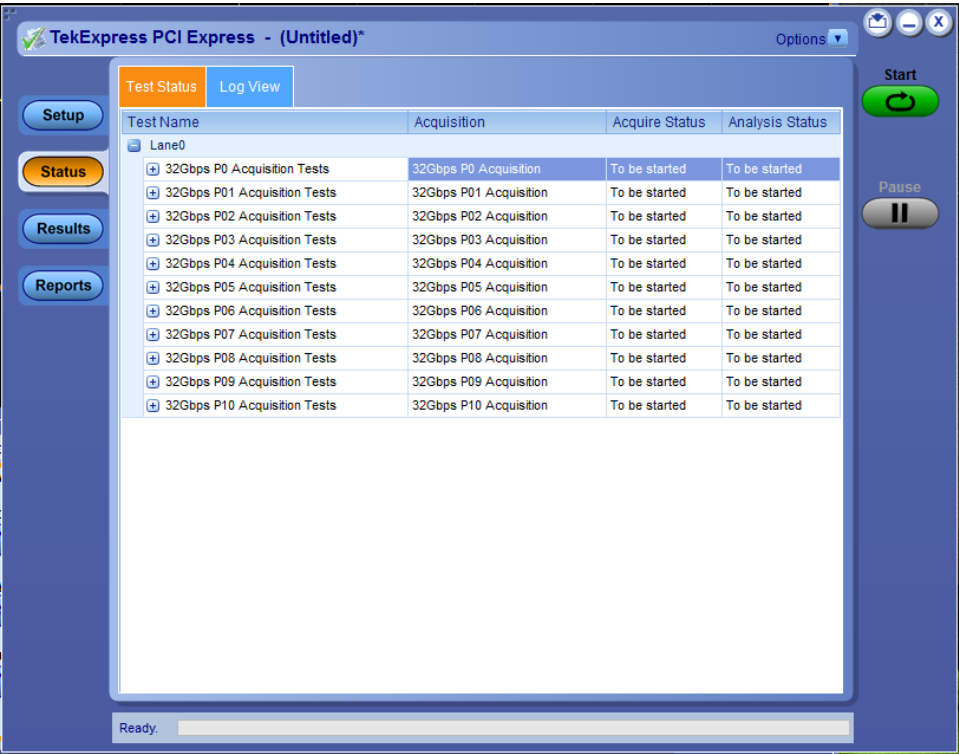 TekExpress PCI Express - (Untitled)*
Options
X
Start
Pause
Setup
Status
Results
Reports
Test Status Log View
Test Name Acquisition Acquire Status Analysis Status
Lane0
32Gbps P0 Acquisition Tests 32Gbps P0 Acquisition To be started To be started
32Gbps P01 Acquisition Tests 32Gbps P01 Acquisition To be started To be started
32Gbps P02 Acquisition Tests 32Gbps P02 Acquisition To be started To be started
32Gbps P03 Acquisition Tests 32Gbps P03 Acquisition To be started To be started
32Gbps P04 Acquisition Tests 32Gbps P04 Acquisition To be started To be started
32Gbps P05 Acquisition Tests 32Gbps P05 Acquisition To be started To be started
32Gbps P06 Acquisition Tests 32Gbps P06 Acquisition To be started To be started
32Gbps P07 Acquisition Tests 32Gbps P07 Acquisition To be started To be started
32Gbps P08 Acquisition Tests 32Gbps P08 Acquisition To be started To be started
32Gbps P09 Acquisition Tests 32Gbps P09 Acquisition To be started To be started
32Gbps P10 Acquisition Tests 32Gbps P10 Acquisition To be started To be started
Ready.